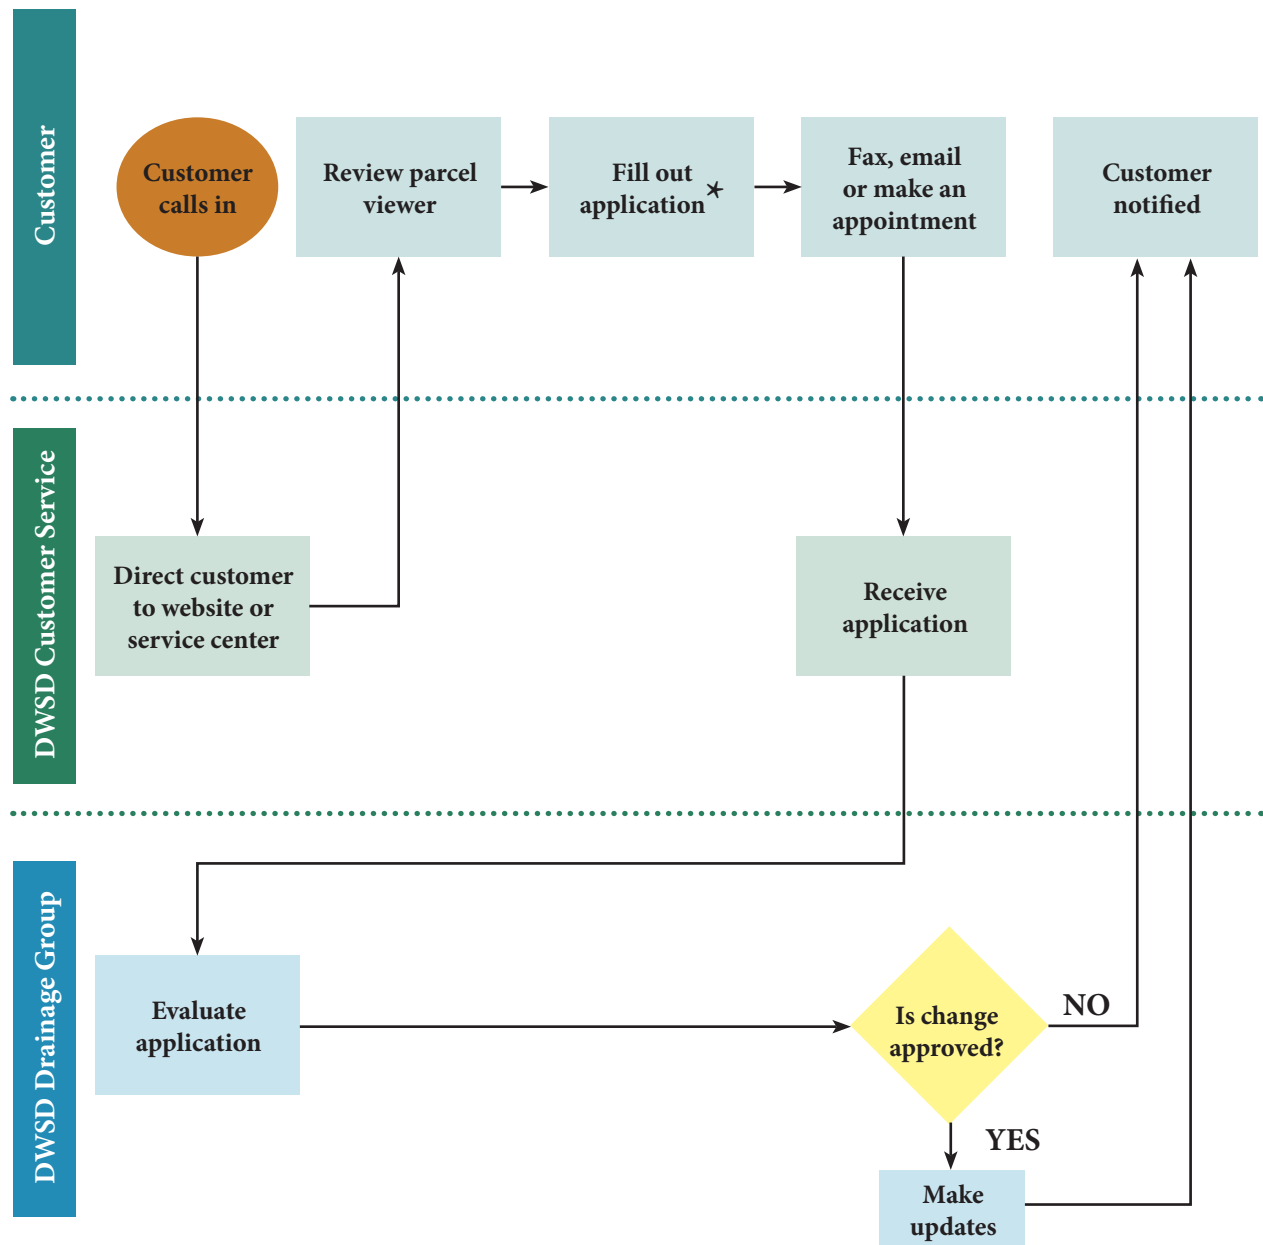 Customer
Customer
calls in
Review parcel
viewer
Fill out
application*
Fax, email
or make an
appointment
Customer
notified
DWSD Customer Service
Direct customer
to website or
service center
Receive
application
DWSD Drainage Group
Evaluate
application
Is change
approved?
NO
YES
Make
updates